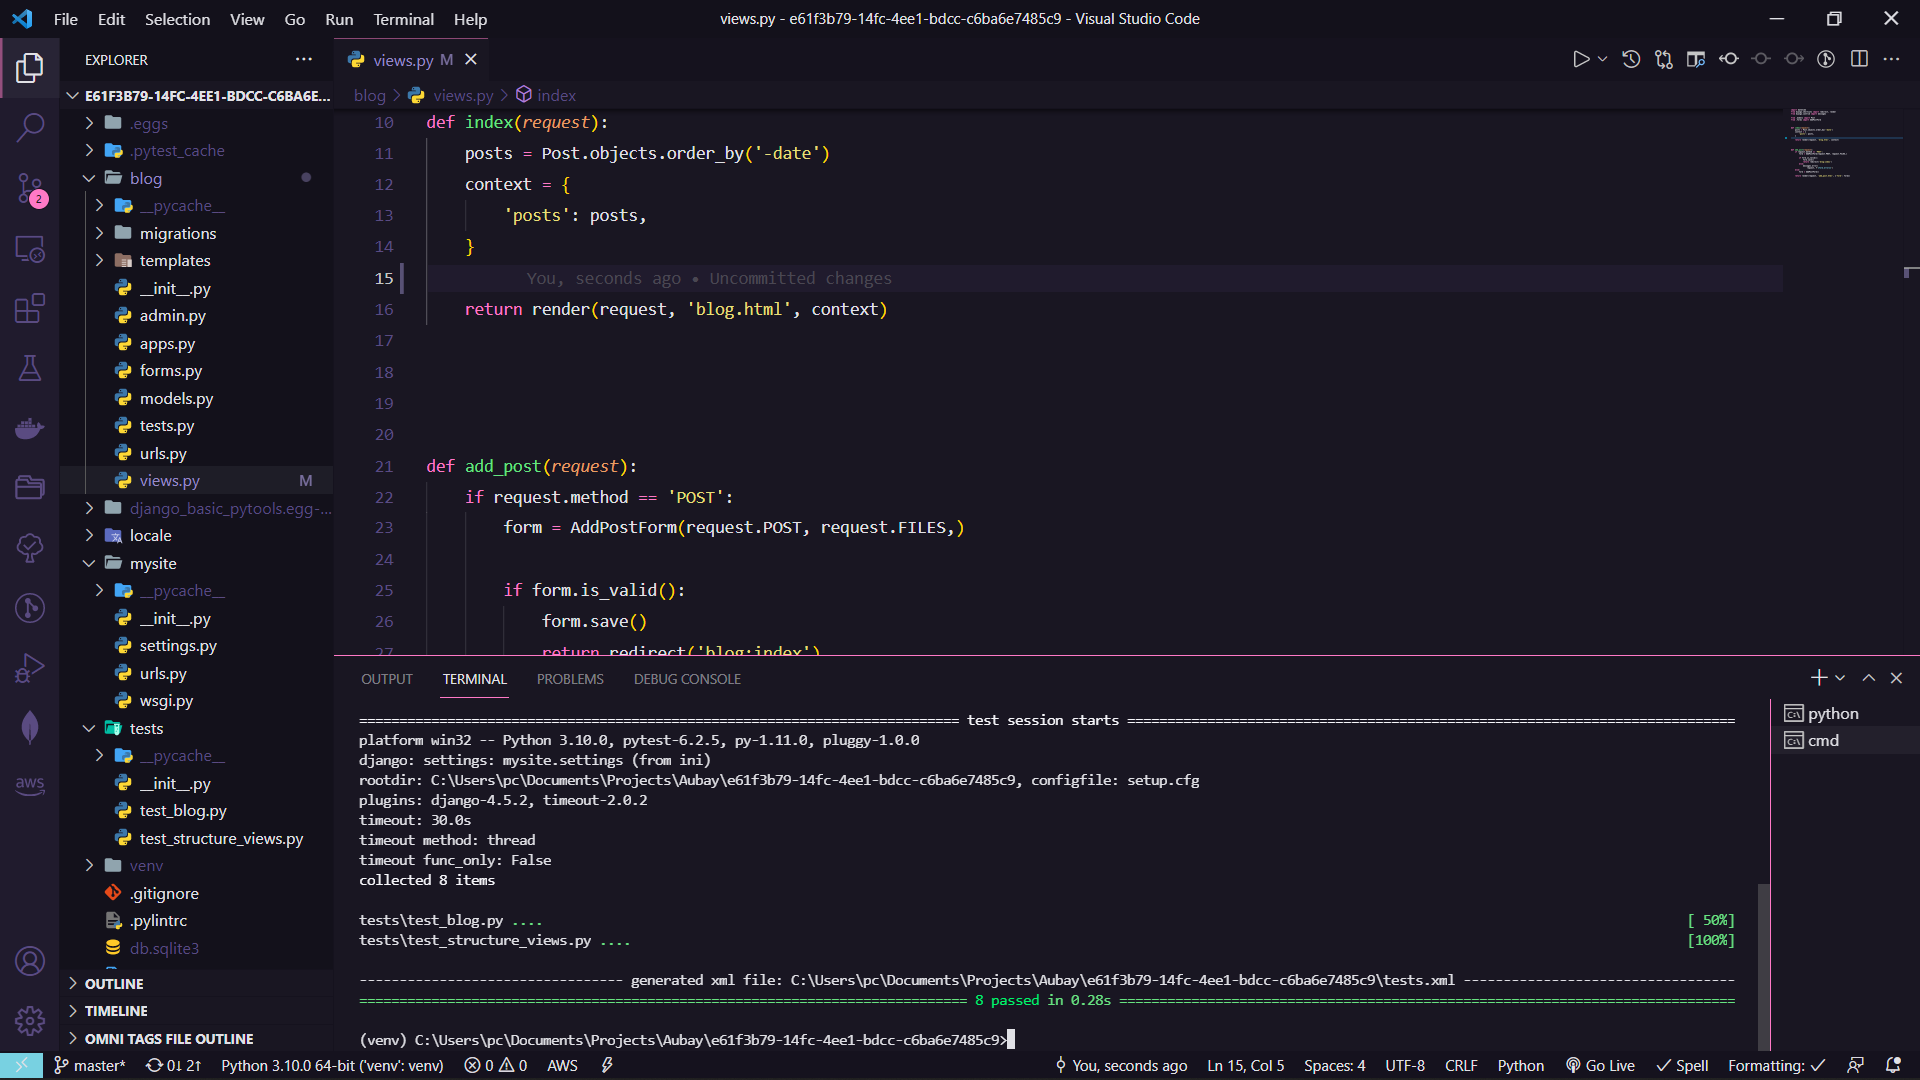 File Edit Selection View Go Run Terminal Help
views.py - e61f3b79-14fc-4ee1-bdcc-c6ba6e7485c9 - Visual Studio Code
EXPLORER
E61F3B79-14FC-4EE1-BDCC-C6BA6E...
.eggs
.pytest_cache
blog
__pycache__
migrations
templates
__init__.py
admin.py
apps.py
forms.py
models.py
tests.py
urls.py
views.py M
django_basic_pytools.egg-...
locale
mysite
__pycache__
__init__.py
settings.py
urls.py
wsgi.py
tests
__pycache__
__init__.py
test_blog.py
test_structure_views.py
venv
.gitignore
.pylintrc
db.sqlite3
OUTLINE
TIMELINE
OMNI TAGS FILE OUTLINE
2
aws
views.py M
blog > views.py > index
10 def index(request):
11 posts = Post.objects.order_by('-date')
12 context = {
13 'posts': posts,
14 }
15 You, seconds ago • Uncommitted changes
16 return render(request, 'blog.html', context)
17
18
19
20
21 def add_post(request):
22 if request.method == 'POST':
23 form = AddPostForm(request.POST, request.FILES,)
24
25 if form.is_valid():
26 form.save()
27 return redirect('blog:index')
OUTPUT TERMINAL PROBLEMS DEBUG CONSOLE
=========================================================================== test session starts ============================================================================
platform win32 -- Python 3.10.0, pytest-6.2.5, py-1.11.0, pluggy-1.0.0
django: settings: mysite.settings (from ini)
rootdir: C:\Users\pc\Documents\Projects\Aubay\e61f3b79-14fc-4ee1-bdcc-c6ba6e7485c9, configfile: setup.cfg
plugins: django-4.5.2, timeout-2.0.2
timeout: 30.0s
timeout method: thread
timeout func_only: False
collected 8 items
tests\test_blog.py .... [ 50%]
tests\test_structure_views.py .... [100%]
--------------------------------- generated xml file: C:\Users\pc\Documents\Projects\Aubay\e61f3b79-14fc-4ee1-bdcc-c6ba6e7485c9\tests.xml ----------------------------------
============================================================================ 8 passed in 0.28s =============================================================================
(venv) C:\Users\pc\Documents\Projects\Aubay\e61f3b79-14fc-4ee1-bdcc-c6ba6e7485c9>
python
cmd
master* 0↓ 2↑ Python 3.10.0 64-bit ('venv': venv) 0 0 AWS You, seconds ago Ln 15, Col 5 Spaces: 4 UTF-8 CRLF Python Go Live Spell Formatting: ✓